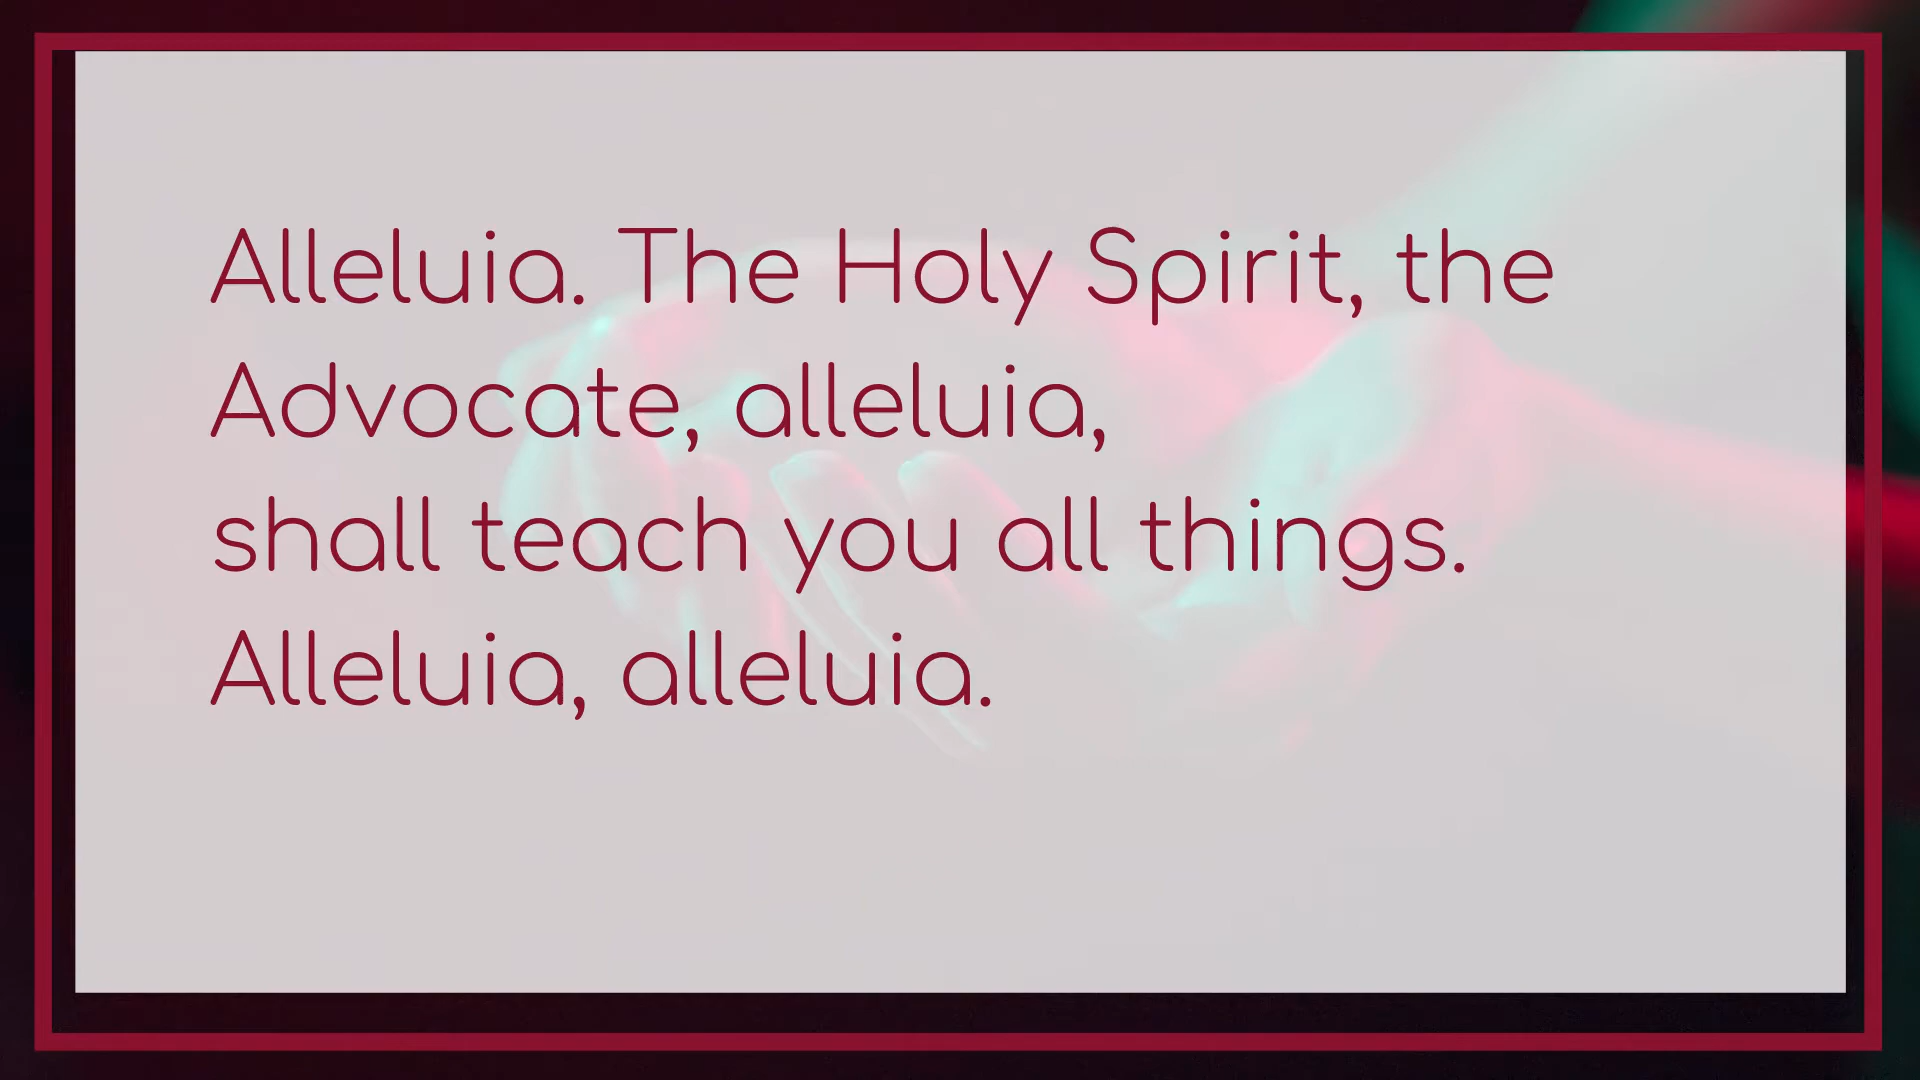 Alleluia. The Holy Spirit, the
Advocate, alleluia,
shall teach you all things.
Alleluia, alleluia.